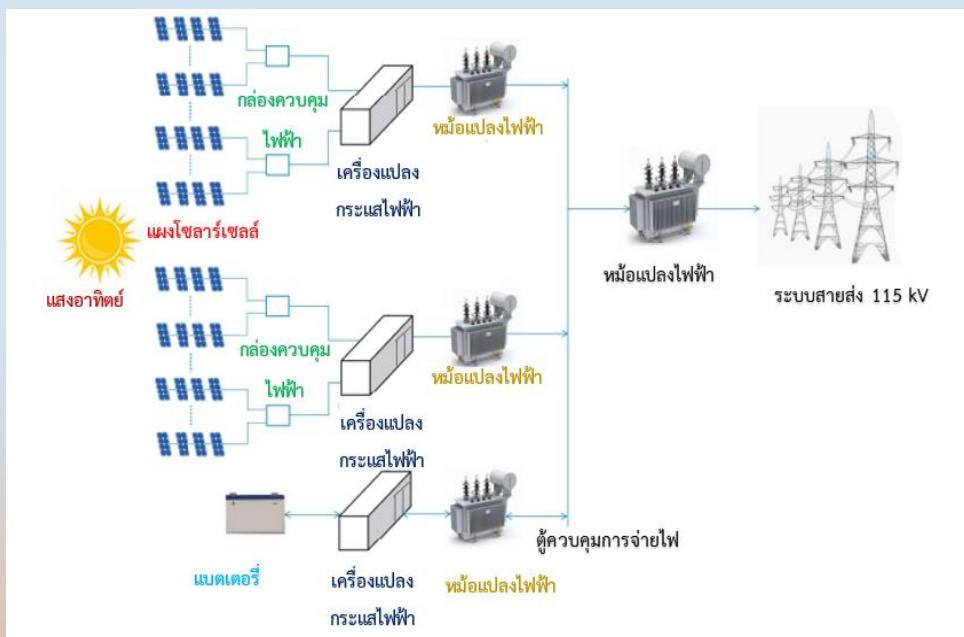 กล่องควบคุม
ไฟฟ้า
หม้อแปลงไฟฟ้า
เครื่องแปลง
กระแสไฟฟ้า
แผงโซลาร์เซลล์
แสงอาทิตย์
หม้อแปลงไฟฟ้า
ระบบสายส่ง 115 kV
กล่องควบคุม
ไฟฟ้า
หม้อแปลงไฟฟ้า
เครื่องแปลง
กระแสไฟฟ้า
ตู้ควบคุมการจ่ายไฟ
แบตเตอรี่
เครื่องแปลง
กระแสไฟฟ้า
หม้อแปลงไฟฟ้า